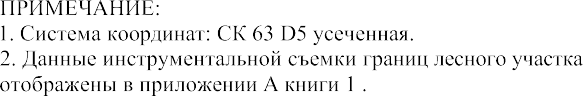 ПРИМЕЧАНИЕ:
1. Система координат: СК 63 D5 усеченная.
2. Данные инструментальной съемки границ лесного участка
отображены в приложении А книги 1 .